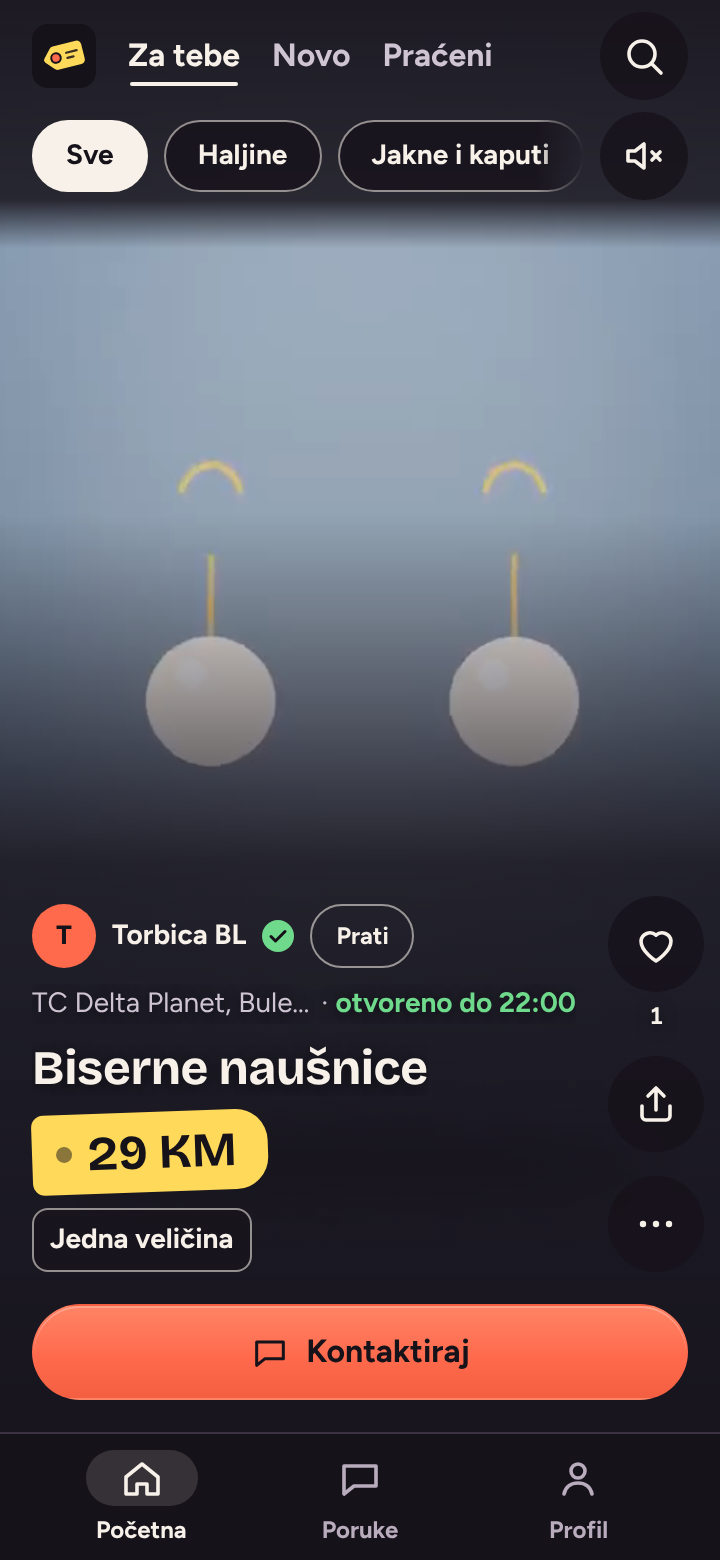 Za tebe Novo Praćeni
Sve Haljine Jakne i kaputi
T Torbica BL Prati
TC Delta Planet, Bule... · otvoreno do 22:00
1
Biserne naušnice
29 KM
Jedna veličina
Kontaktiraj
Početna Poruke Profil